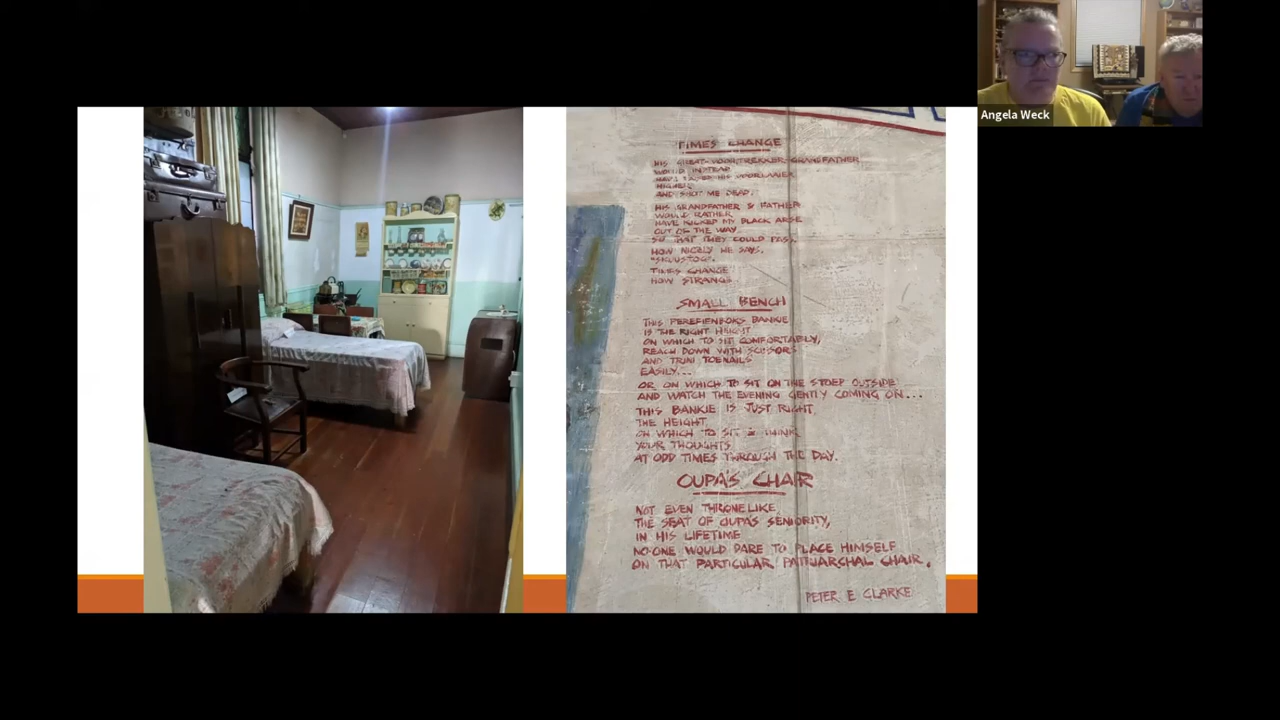 Angela Weck
TIMES CHANGE
HIS GREAT-VOORTREKKER-GRANDFATHER
WOULD INSTEAD
HIS VOORLAAIER
HIGHER
AND SHOT ME DEAD.
HIS GRANDFATHER & FATHER
WOULD RATHER
HAVE KICKED MY BLACK ARSE
OUT OF THE WAY
SO THAT THEY COULD PASS.
HOW NICELY HE SAYS,
TIMES CHANGE
HOW STRANGE.
SMALL BENCH
THIS BANKIE
IS THE RIGHT HEIGHT
ON WHICH TO SIT COMFORTABLY,
REACH DOWN WITH SCISSORS
AND TRIM TOENAILS
EASILY...
OR ON WHICH TO SIT ON THE STOEP OUTSIDE
AND WATCH THE EVENING GENTLY COMING ON...
THIS BANKIE IS JUST RIGHT,
THE HEIGHT
ON WHICH TO SIT & THINK
YOUR THOUGHTS
AT ODD TIMES THROUGH THE DAY.
OUPA'S CHAIR
NOT EVEN THRONELIKE,
THE SEAT OF OUPA'S SENIORITY,
IN HIS LIFETIME
NO-ONE WOULD DARE TO PLACE HIMSELF
ON THAT PARTICULAR PATRIARCHAL CHAIR.
PETER E CLARKE